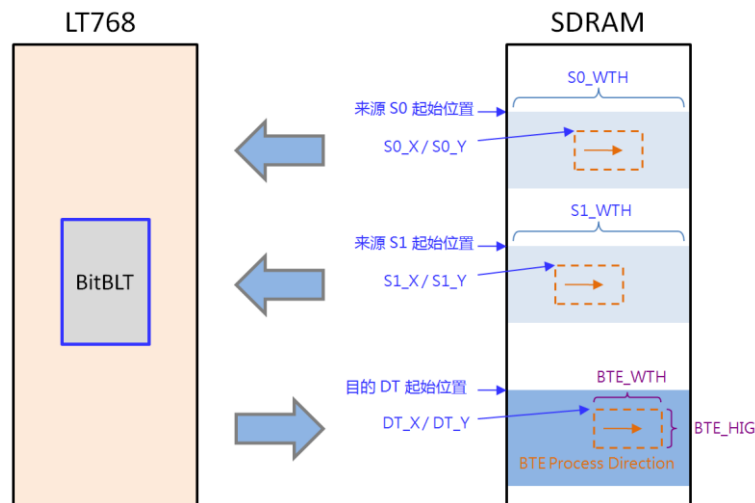 LT768
SDRAM
S0_WTH
来源 S0 起始位置
S0_X / S0_Y
S1_WTH
来源 S1 起始位置
S1_X / S1_Y
BitBLT
目的 DT 起始位置
BTE_WTH
DT_X / DT_Y
BTE_HIG
BTE Process Direction